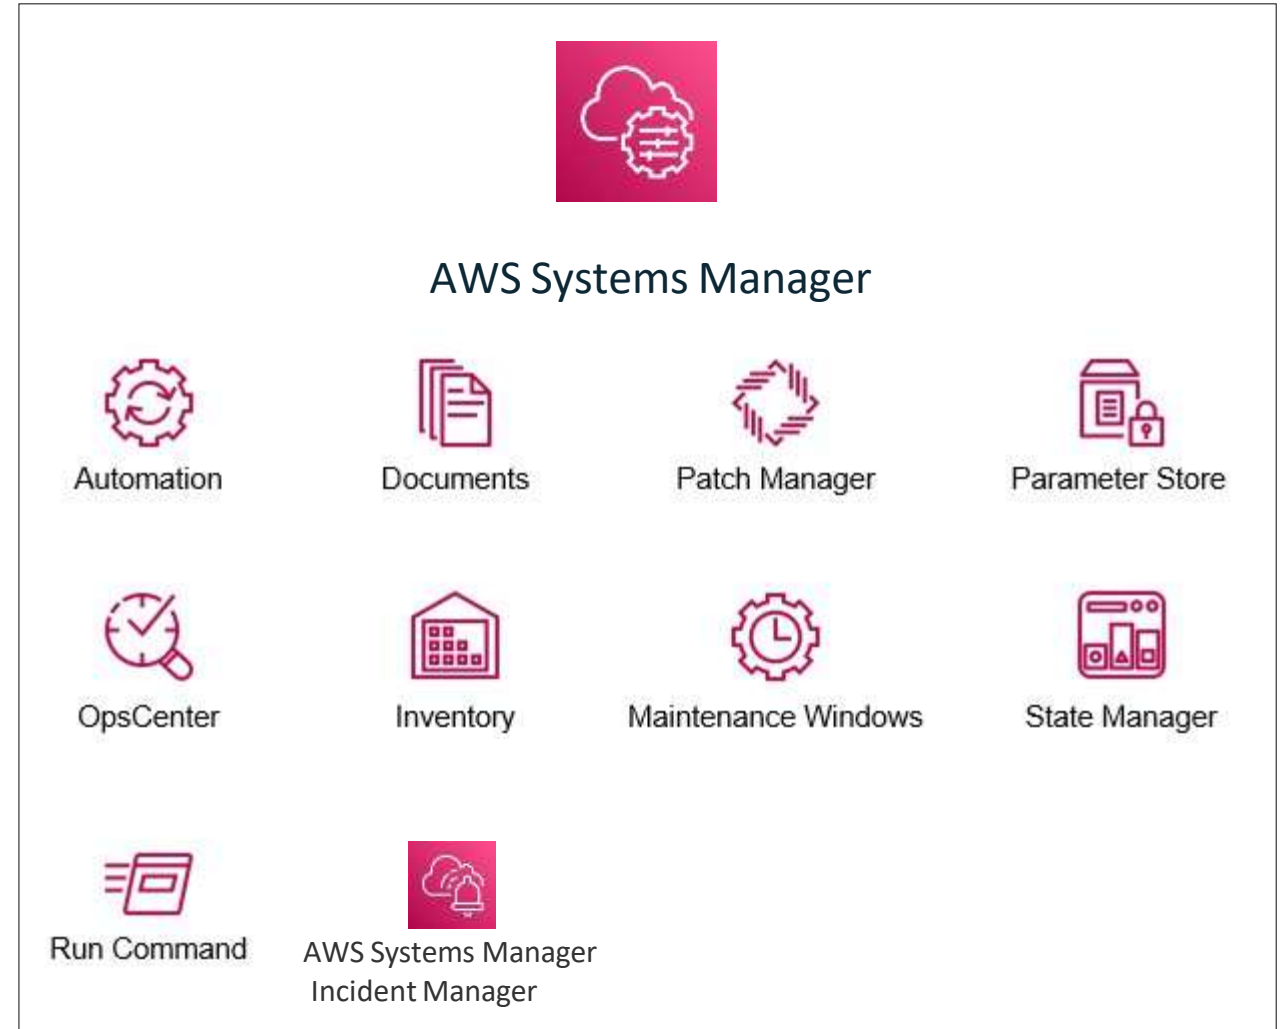 AWS Systems Manager
Automation
Documents
Patch Manager
Parameter Store
OpsCenter
Inventory
Maintenance Windows
State Manager
Run Command
AWS Systems Manager
Incident Manager